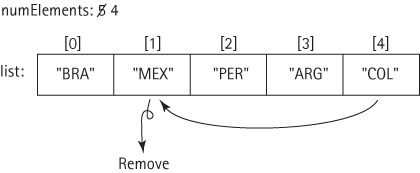 numElements: 5 4
[0] [1] [2] [3] [4]
list: "BRA" "MEX" "PER" "ARG" "COL"
Remove